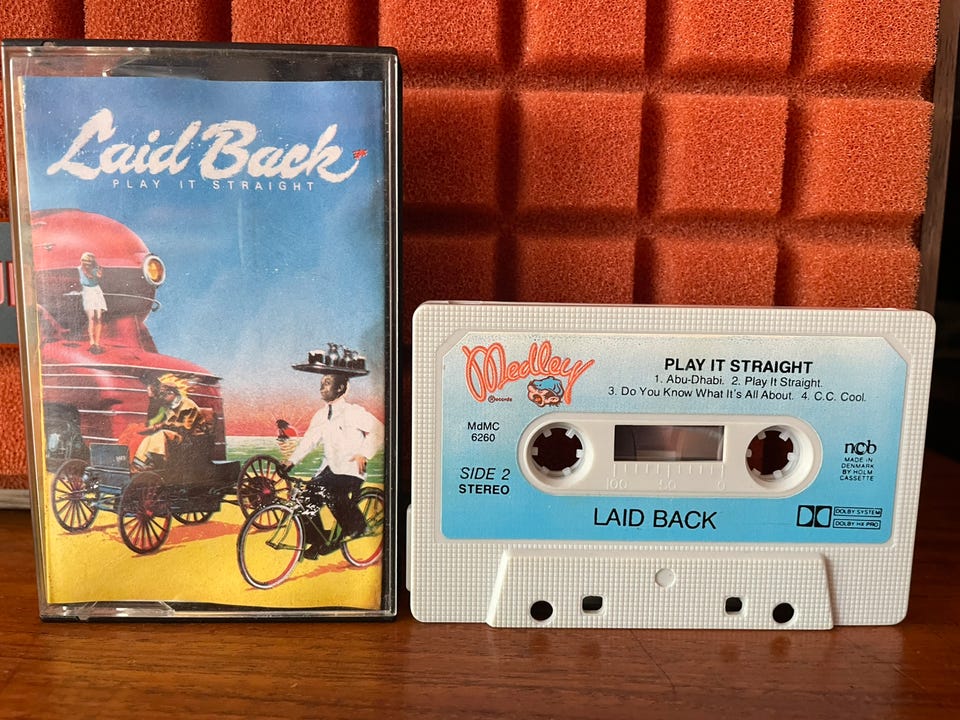 Laid Back
PLAY IT STRAIGHT
Medley
Records
PLAY IT STRAIGHT
1. Abu-Dhabi. 2. Play It Straight.
3. Do You Know What It's All About. 4. C.C. Cool.
MdMC
6260
SIDE 2
STEREO
100 50 0
ncb
MADE IN
DENMARK
BY HOLM
CASSETTE
LAID BACK
DOLBY SYSTEM
DOLBY HX PRO